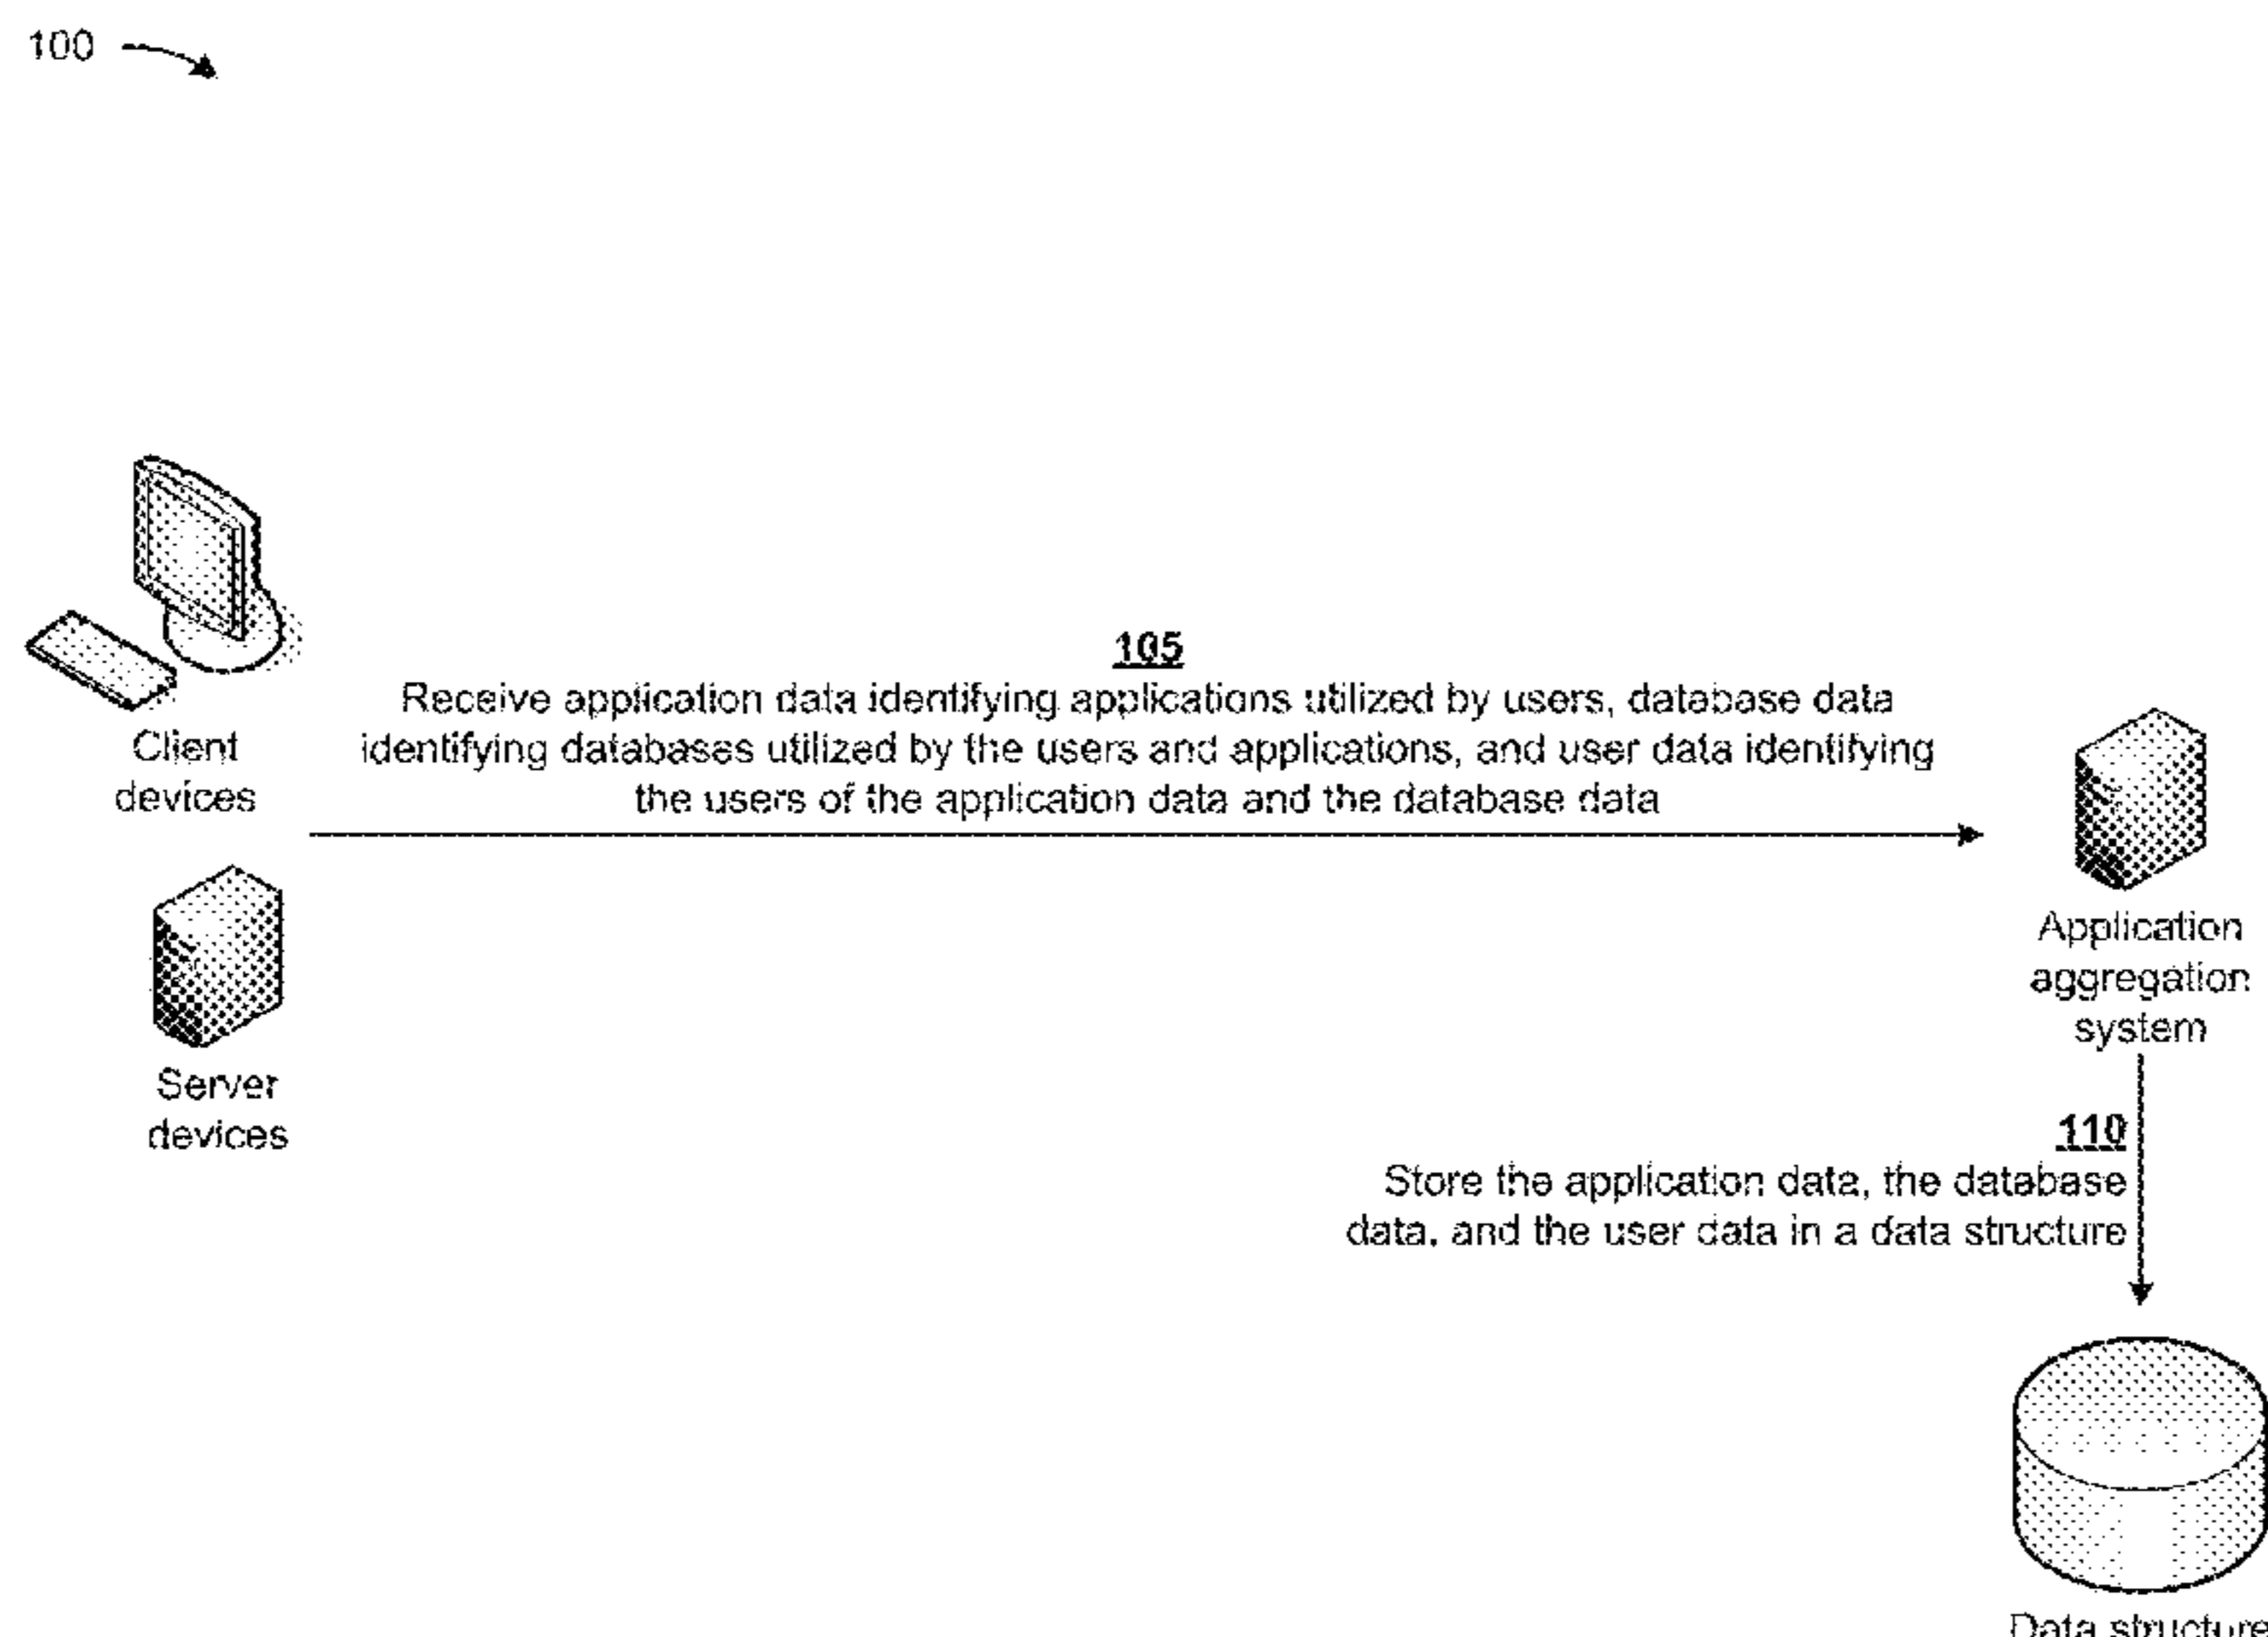 100
105
Receive application data identifying applications utilized by users, database data
identifying databases utilized by the users and applications, and user data identifying
the users of the application data and the database data
Client
devices
Server
devices
Application
aggregation
system
110
Store the application data, the database
data, and the user data in a data structure
Data structure